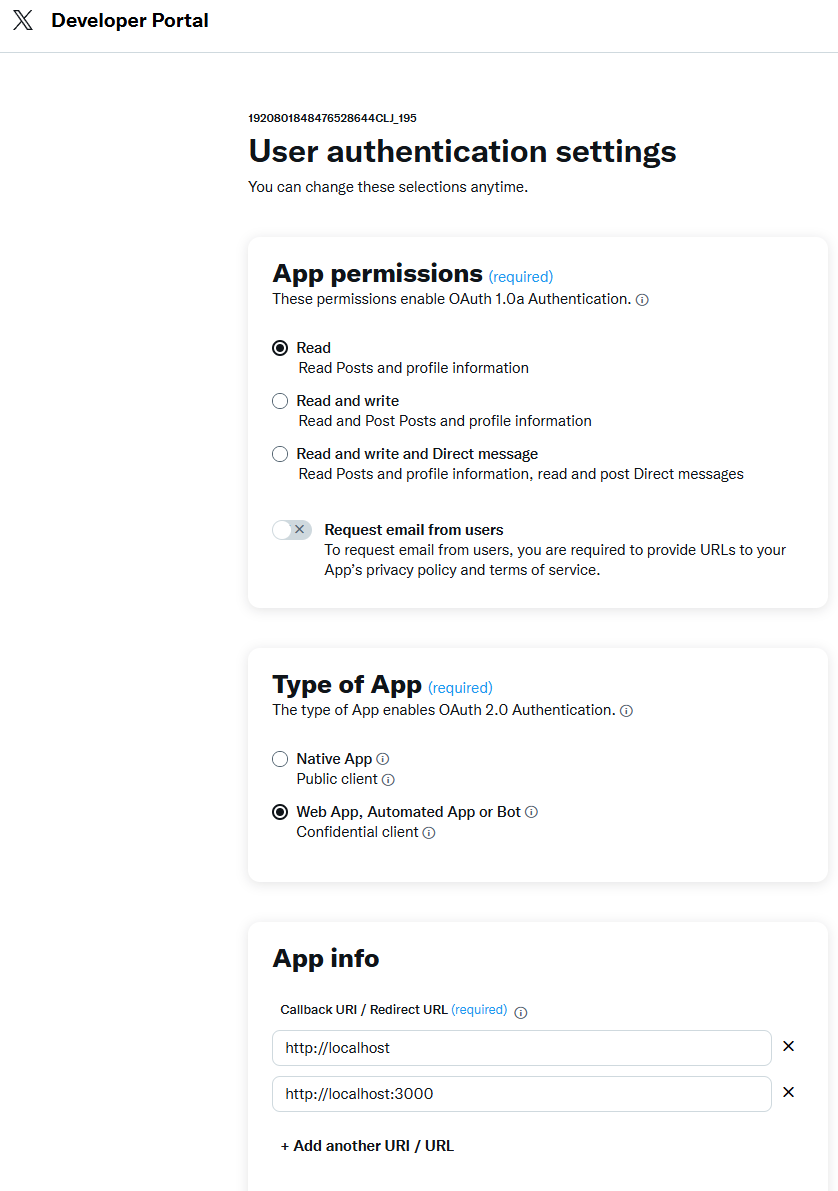 Developer Portal
1920801848476528644CLJ_195
User authentication settings
You can change these selections anytime.
App permissions (required)
These permissions enable OAuth 1.0a Authentication.
Read
Read Posts and profile information
Read and write
Read and Post Posts and profile information
Read and write and Direct message
Read Posts and profile information, read and post Direct messages
Request email from users
To request email from users, you are required to provide URLs to your
App’s privacy policy and terms of service.
Type of App (required)
The type of App enables OAuth 2.0 Authentication.
Native App
Public client
Web App, Automated App or Bot
Confidential client
App info
Callback URI / Redirect URL (required)
http://localhost
http://localhost:3000
+ Add another URI / URL